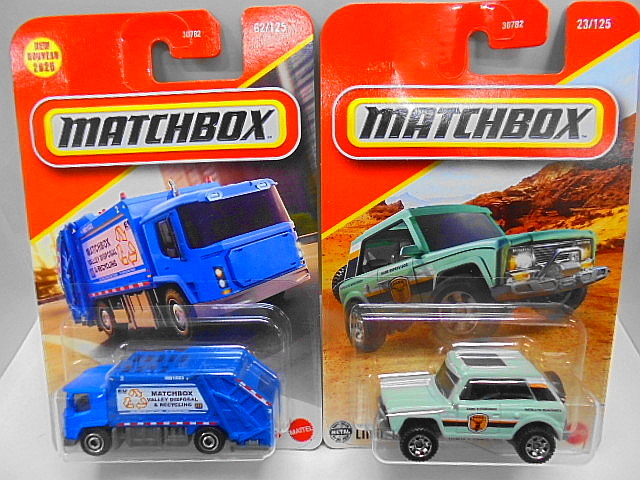 NEW
NOUVEAU
2026
30782
62/125
MATCHBOX
MATCHBOX
VALLEY DISPOSAL
& RECYCLING
MATCHBOX
VALLEY DISPOSAL
& RECYCLING
MATTEL
30782
23/125
MATCHBOX
METAL